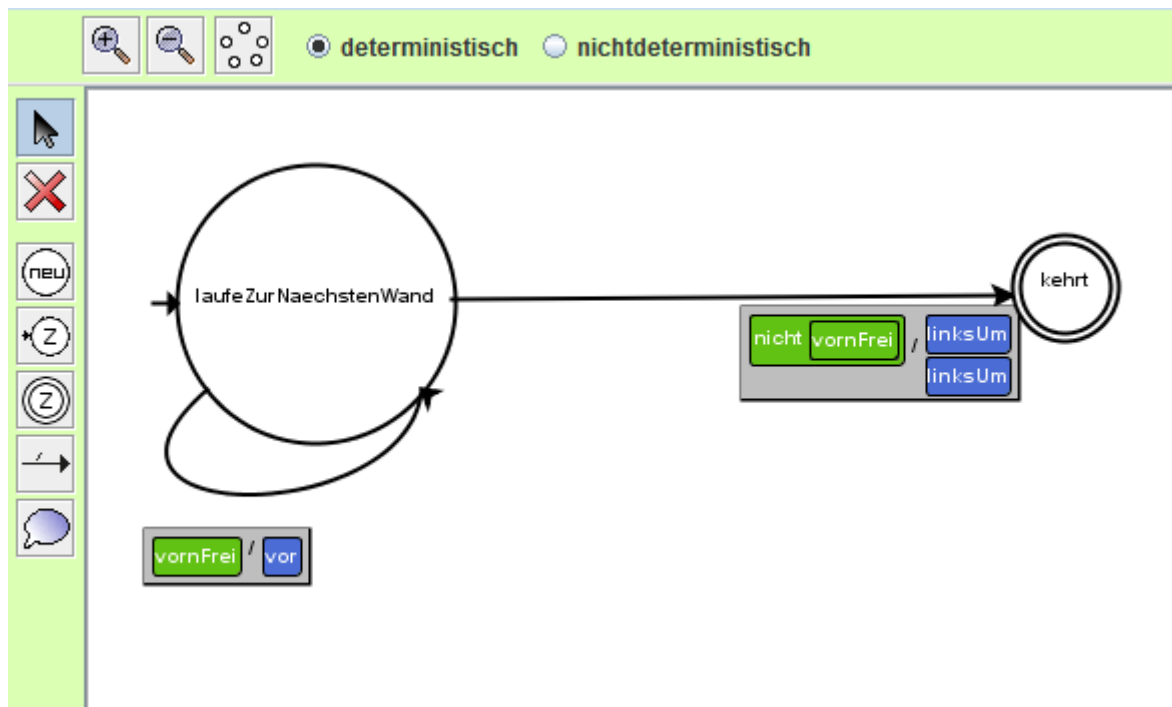 deterministisch nichtdeterministisch
neu
Z
Z
laufeZurNaechstenWand
kehrt
nicht vornFrei / linksUm
linksUm
vornFrei / vor